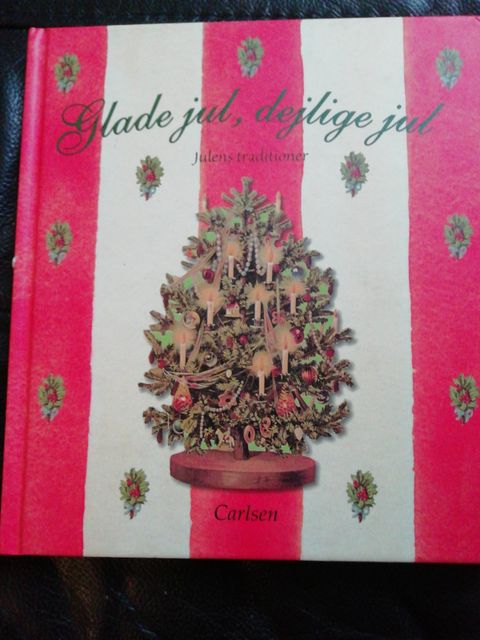 Glade jul, dejlige jul
Julens traditioner
Carlsen